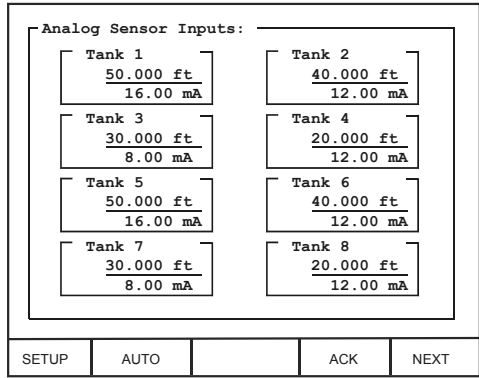 Analog Sensor Inputs:
Tank 1
50.000 ft
16.00 mA
Tank 2
40.000 ft
12.00 mA
Tank 3
30.000 ft
8.00 mA
Tank 4
20.000 ft
12.00 mA
Tank 5
50.000 ft
16.00 mA
Tank 6
40.000 ft
12.00 mA
Tank 7
30.000 ft
8.00 mA
Tank 8
20.000 ft
12.00 mA
SETUP AUTO ACK NEXT